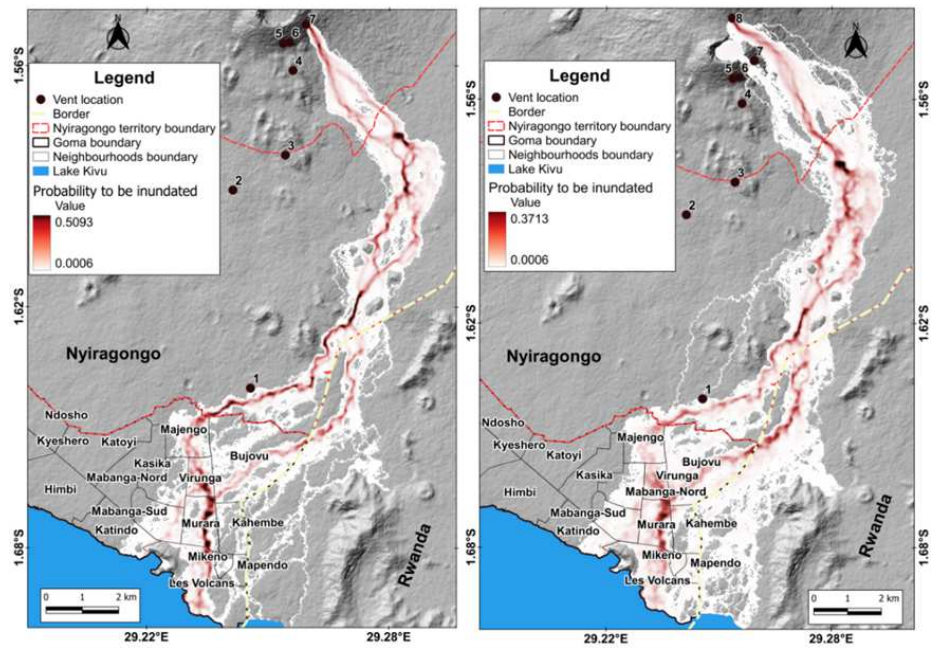 7
5 6
4
3
2
1
Legend
Vent location
Border
Nyiragongo territory boundary
Goma boundary
Neighbourhoods boundary
Lake Kivu
Probability to be inundated
Value
0.5093
0.0006
Nyiragongo
Ndosho
Kyeshero
Katoyi
Majengo
Kasika
Bujovu
Mabanga-Nord
Virunga
Himbi
Mabanga-Sud
Murara
Kahembe
Katindo
Mikeno
Mapendo
Les Volcans
Rwanda
0 1 2 km
1.56°S
1.62°S
1.68°S
29.22°E
29.28°E
8
7
5 6
4
3
2
1
Legend
Vent location
Border
Nyiragongo territory boundary
Goma boundary
Neighbourhoods boundary
Lake Kivu
Probability to be inundated
Value
0.3713
0.0006
Nyiragongo
Ndosho
Kyeshero
Katoyi
Majengo
Kasika
Bujovu
Virunga
Himbi
Mabanga-Nord
Mabanga-Sud
Murara
Kahembe
Katindo
Mikeno
Mapendo
Les Volcans
Rwanda
0 1 2 km
1.56°S
1.62°S
1.68°S
29.22°E
29.28°E